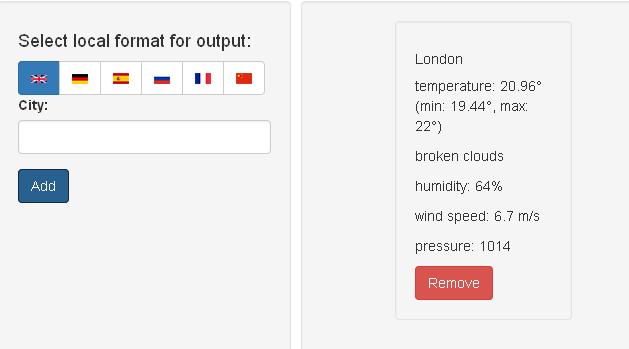 Select local format for output:
City:
Add
London
temperature: 20.96°
(min: 19.44°, max:
22°)
broken clouds
humidity: 64%
wind speed: 6.7 m/s
pressure: 1014
Remove